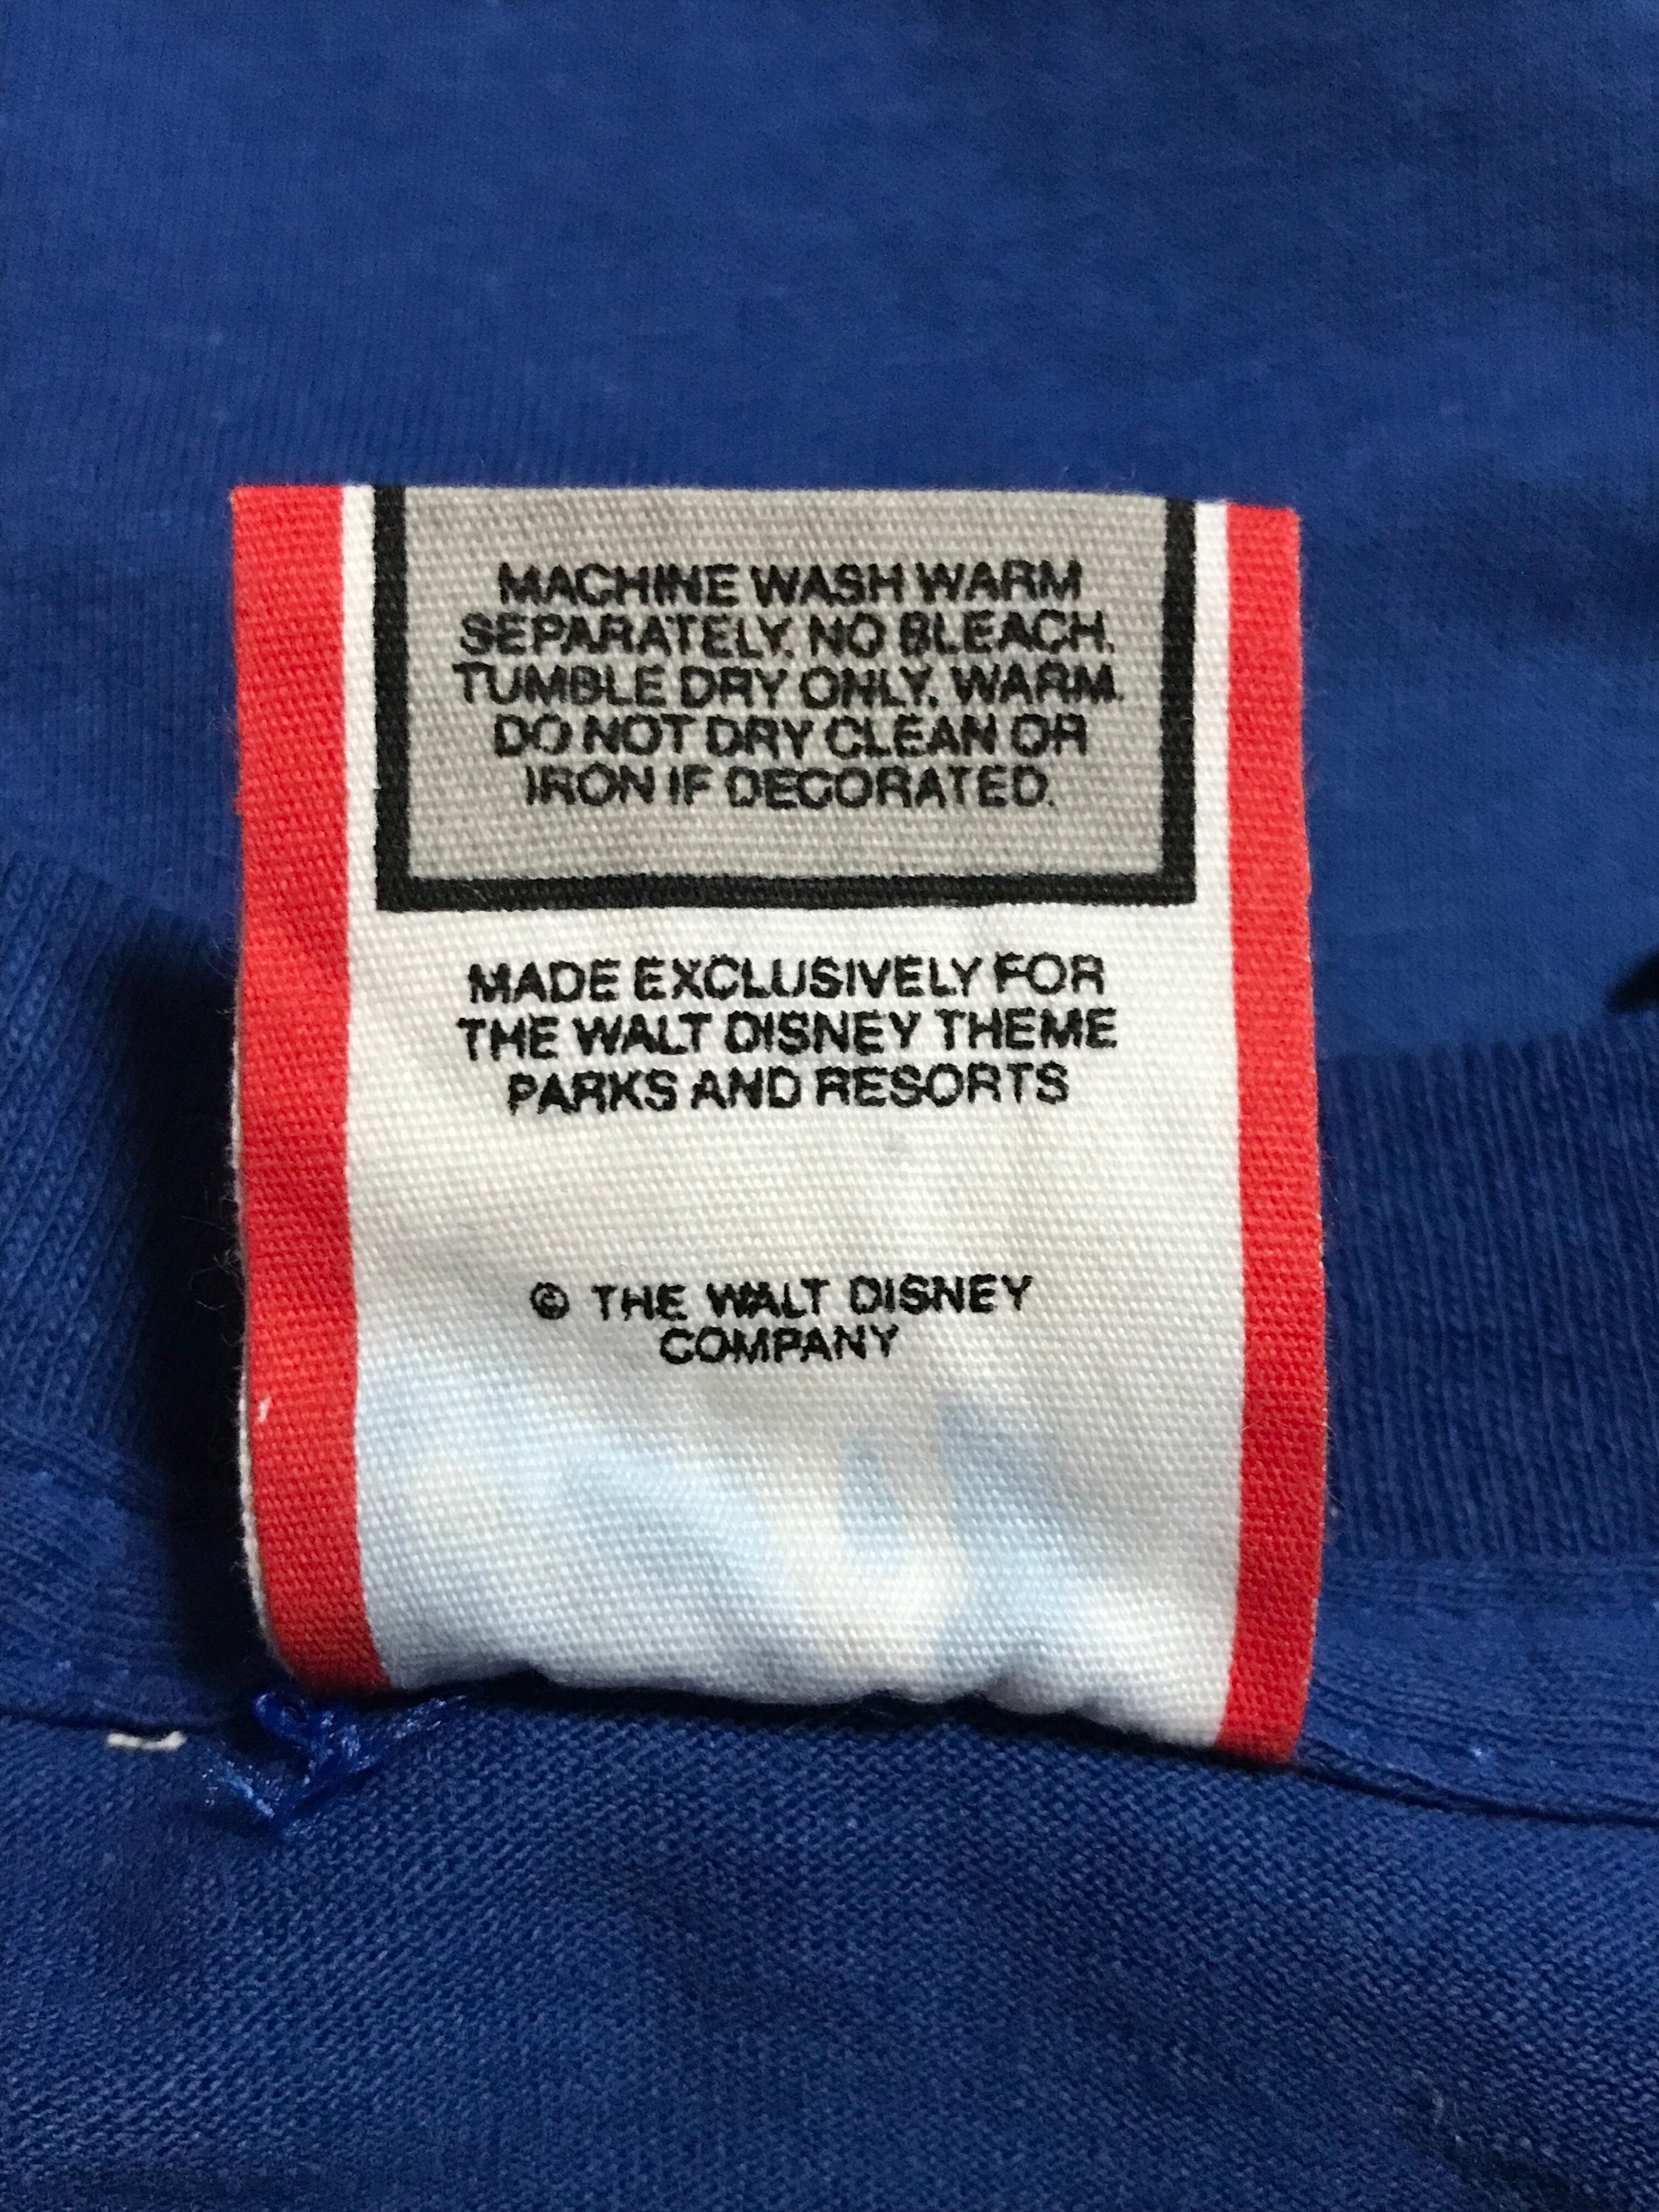 MACHINE WASH WARM
SEPARATELY. NO BLEACH.
TUMBLE DRY ONLY. WARM.
DO NOT DRY CLEAN OR
IRON IF DECORATED.
MADE EXCLUSIVELY FOR
THE WALT DISNEY THEME
PARKS AND RESORTS
© THE WALT DISNEY
COMPANY